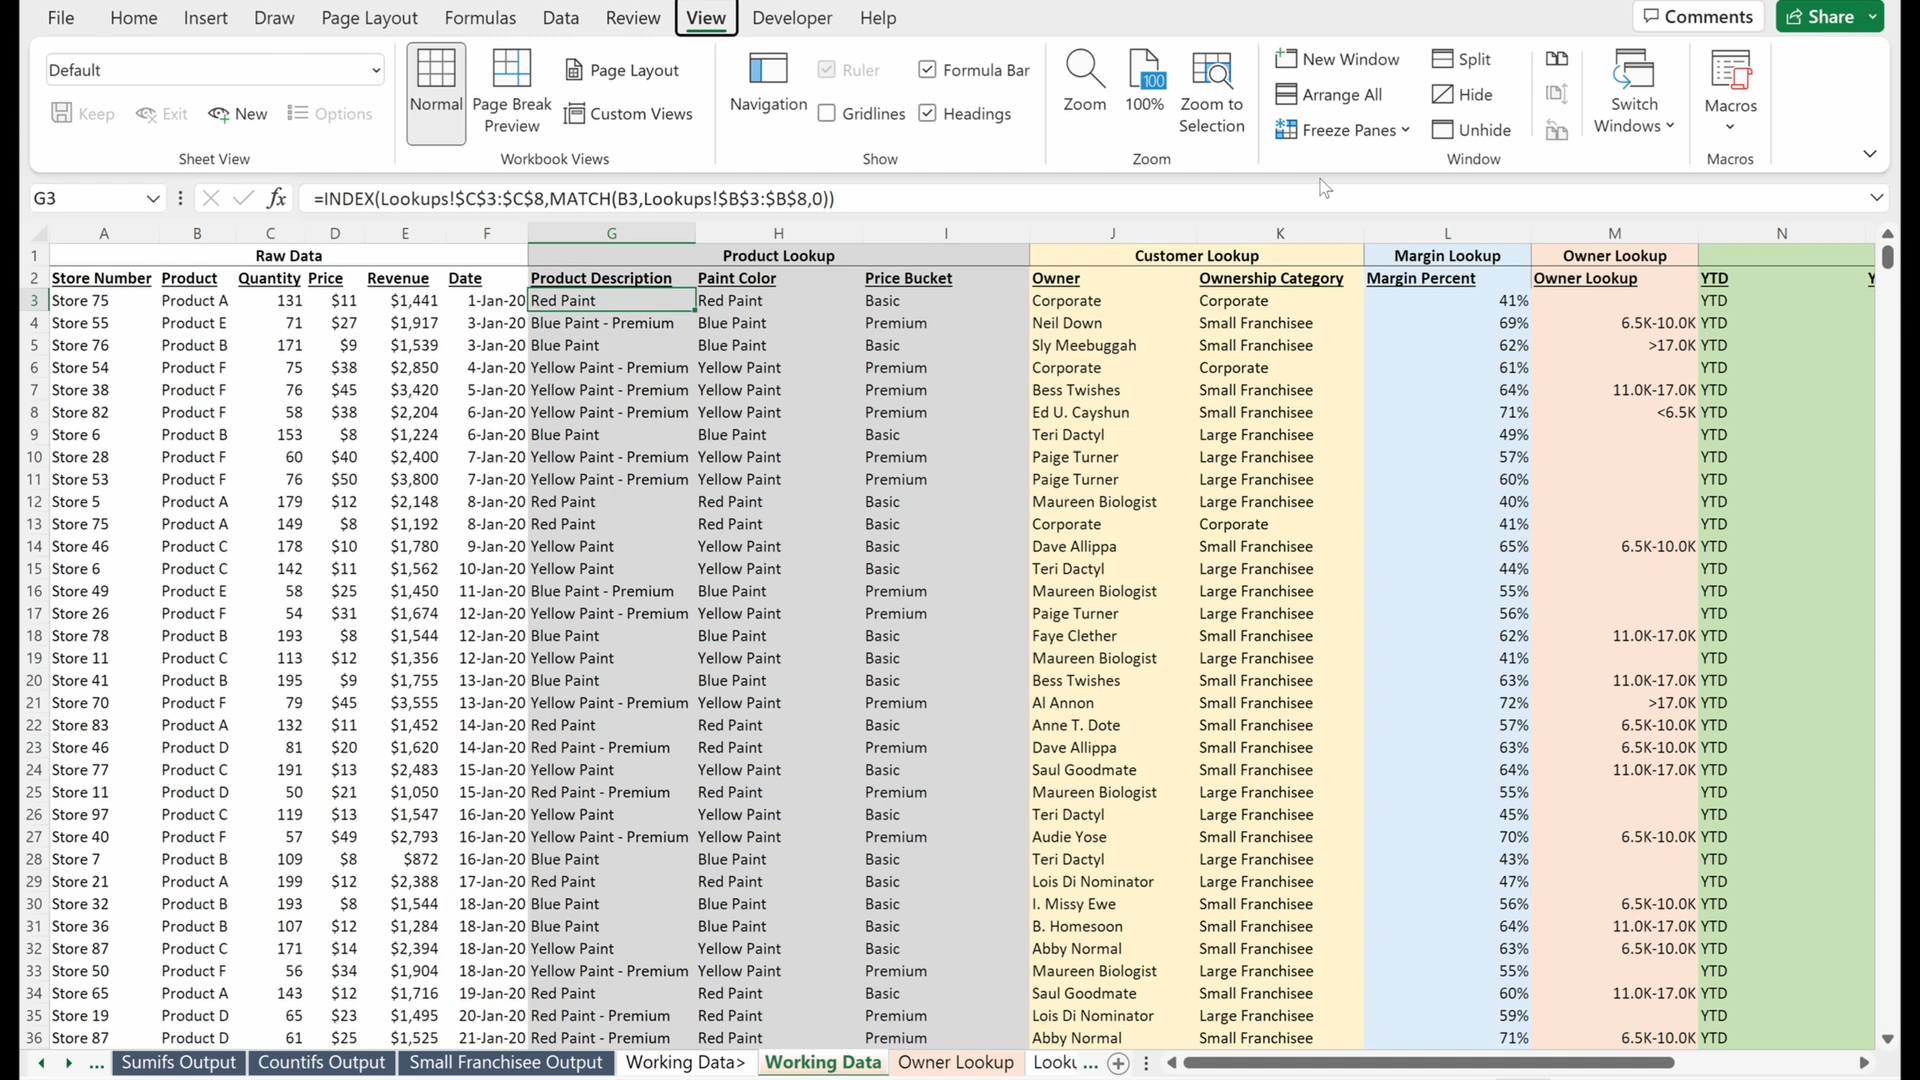 File Home Insert Draw Page Layout Formulas Data Review View Developer Help Comments Share
Default Normal Page Break Preview Page Layout Custom Views Navigation Ruler Formula Bar Gridlines Headings Zoom 100 100% Zoom to Selection New Window Arrange All Freeze Panes Split Hide Unhide Switch Windows Macros
Keep Exit New Options
Sheet View Workbook Views Show Zoom Window Macros
G3 fx =INDEX(Lookups!$C$3:$C$8,MATCH(B3,Lookups!$B$3:$B$8,0))
A B C D E F G H I J K L M N
1 Raw Data Product Lookup Customer Lookup Margin Lookup Owner Lookup
2 Store Number Product Quantity Price Revenue Date Product Description Paint Color Price Bucket Owner Ownership Category Margin Percent Owner Lookup YTD Y
3 Store 75 Product A 131 $11 $1,441 1-Jan-20 Red Paint Red Paint Basic Corporate Corporate 41% YTD
4 Store 55 Product E 71 $27 $1,917 3-Jan-20 Blue Paint - Premium Blue Paint Premium Neil Down Small Franchisee 69% 6.5K-10.0K YTD
5 Store 76 Product B 171 $9 $1,539 3-Jan-20 Blue Paint Blue Paint Basic Sly Meebuggah Small Franchisee 62% >17.0K YTD
6 Store 54 Product F 75 $38 $2,850 4-Jan-20 Yellow Paint - Premium Yellow Paint Premium Corporate Corporate 61% YTD
7 Store 38 Product F 76 $45 $3,420 5-Jan-20 Yellow Paint - Premium Yellow Paint Premium Bess Twishes Small Franchisee 64% 11.0K-17.0K YTD
8 Store 82 Product F 58 $38 $2,204 6-Jan-20 Yellow Paint - Premium Yellow Paint Premium Ed U. Cayshun Small Franchisee 71% <6.5K YTD
9 Store 6 Product B 153 $8 $1,224 6-Jan-20 Blue Paint Blue Paint Basic Teri Dactyl Large Franchisee 49% YTD
10 Store 28 Product F 60 $40 $2,400 7-Jan-20 Yellow Paint - Premium Yellow Paint Premium Paige Turner Large Franchisee 57% YTD
11 Store 53 Product F 76 $50 $3,800 7-Jan-20 Yellow Paint - Premium Yellow Paint Premium Paige Turner Large Franchisee 60% YTD
12 Store 5 Product A 179 $12 $2,148 8-Jan-20 Red Paint Red Paint Basic Maureen Biologist Large Franchisee 40% YTD
13 Store 75 Product A 149 $8 $1,192 8-Jan-20 Red Paint Red Paint Basic Corporate Corporate 41% YTD
14 Store 46 Product C 178 $10 $1,780 9-Jan-20 Yellow Paint Yellow Paint Basic Dave Allippa Small Franchisee 65% 6.5K-10.0K YTD
15 Store 6 Product C 142 $11 $1,562 10-Jan-20 Yellow Paint Yellow Paint Basic Teri Dactyl Large Franchisee 44% YTD
16 Store 49 Product E 58 $25 $1,450 11-Jan-20 Blue Paint - Premium Blue Paint Premium Maureen Biologist Large Franchisee 55% YTD
17 Store 26 Product F 54 $31 $1,674 12-Jan-20 Yellow Paint - Premium Yellow Paint Premium Paige Turner Large Franchisee 56% YTD
18 Store 78 Product B 193 $8 $1,544 12-Jan-20 Blue Paint Blue Paint Basic Faye Clether Small Franchisee 62% 11.0K-17.0K YTD
19 Store 11 Product C 113 $12 $1,356 12-Jan-20 Yellow Paint Yellow Paint Basic Maureen Biologist Large Franchisee 41% YTD
20 Store 41 Product B 195 $9 $1,755 13-Jan-20 Blue Paint Blue Paint Basic Bess Twishes Small Franchisee 63% 11.0K-17.0K YTD
21 Store 70 Product F 79 $45 $3,555 13-Jan-20 Yellow Paint - Premium Yellow Paint Premium Al Annon Small Franchisee 72% >17.0K YTD
22 Store 83 Product A 132 $11 $1,452 14-Jan-20 Red Paint Red Paint Basic Anne T. Dote Small Franchisee 57% 6.5K-10.0K YTD
23 Store 46 Product D 81 $20 $1,620 14-Jan-20 Red Paint - Premium Red Paint Premium Dave Allippa Small Franchisee 63% 6.5K-10.0K YTD
24 Store 77 Product C 191 $13 $2,483 15-Jan-20 Yellow Paint Yellow Paint Basic Saul Goodmate Small Franchisee 64% 11.0K-17.0K YTD
25 Store 11 Product D 50 $21 $1,050 15-Jan-20 Red Paint - Premium Red Paint Premium Maureen Biologist Large Franchisee 55% YTD
26 Store 97 Product C 119 $13 $1,547 16-Jan-20 Yellow Paint Yellow Paint Basic Teri Dactyl Large Franchisee 45% YTD
27 Store 40 Product F 57 $49 $2,793 16-Jan-20 Yellow Paint - Premium Yellow Paint Premium Audie Yose Small Franchisee 70% 6.5K-10.0K YTD
28 Store 7 Product B 109 $8 $872 16-Jan-20 Blue Paint Blue Paint Basic Teri Dactyl Large Franchisee 43% YTD
29 Store 21 Product A 199 $12 $2,388 17-Jan-20 Red Paint Red Paint Basic Lois Di Nominator Large Franchisee 47% YTD
30 Store 32 Product B 193 $8 $1,544 18-Jan-20 Blue Paint Blue Paint Basic I. Missy Ewe Small Franchisee 56% 6.5K-10.0K YTD
31 Store 36 Product B 107 $12 $1,284 18-Jan-20 Blue Paint Blue Paint Basic B. Homesoon Small Franchisee 64% 11.0K-17.0K YTD
32 Store 87 Product C 171 $14 $2,394 18-Jan-20 Yellow Paint Yellow Paint Basic Abby Normal Small Franchisee 63% 6.5K-10.0K YTD
33 Store 50 Product F 56 $34 $1,904 18-Jan-20 Yellow Paint - Premium Yellow Paint Premium Maureen Biologist Large Franchisee 55% YTD
34 Store 65 Product A 143 $12 $1,716 19-Jan-20 Red Paint Red Paint Basic Saul Goodmate Small Franchisee 60% 11.0K-17.0K YTD
35 Store 19 Product D 65 $23 $1,495 20-Jan-20 Red Paint - Premium Red Paint Premium Lois Di Nominator Large Franchisee 59% YTD
36 Store 87 Product D 61 $25 $1,525 21-Jan-20 Red Paint - Premium Red Paint Premium Abby Normal Small Franchisee 71% 6.5K-10.0K YTD
... Sumifs Output Countifs Output Small Franchisee Output Working Data> Working Data Owner Lookup Looku ...